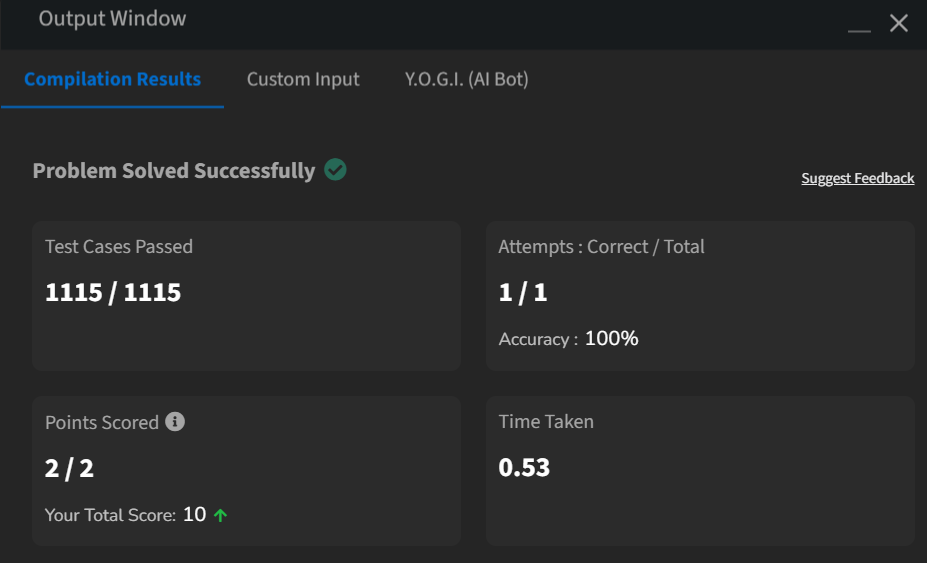 Output Window
Compilation Results Custom Input Y.O.G.I. (AI Bot)
Problem Solved Successfully
Suggest Feedback
Test Cases Passed
1115 / 1115
Attempts : Correct / Total
1 / 1
Accuracy : 100%
Points Scored
2 / 2
Your Total Score: 10
Time Taken
0.53